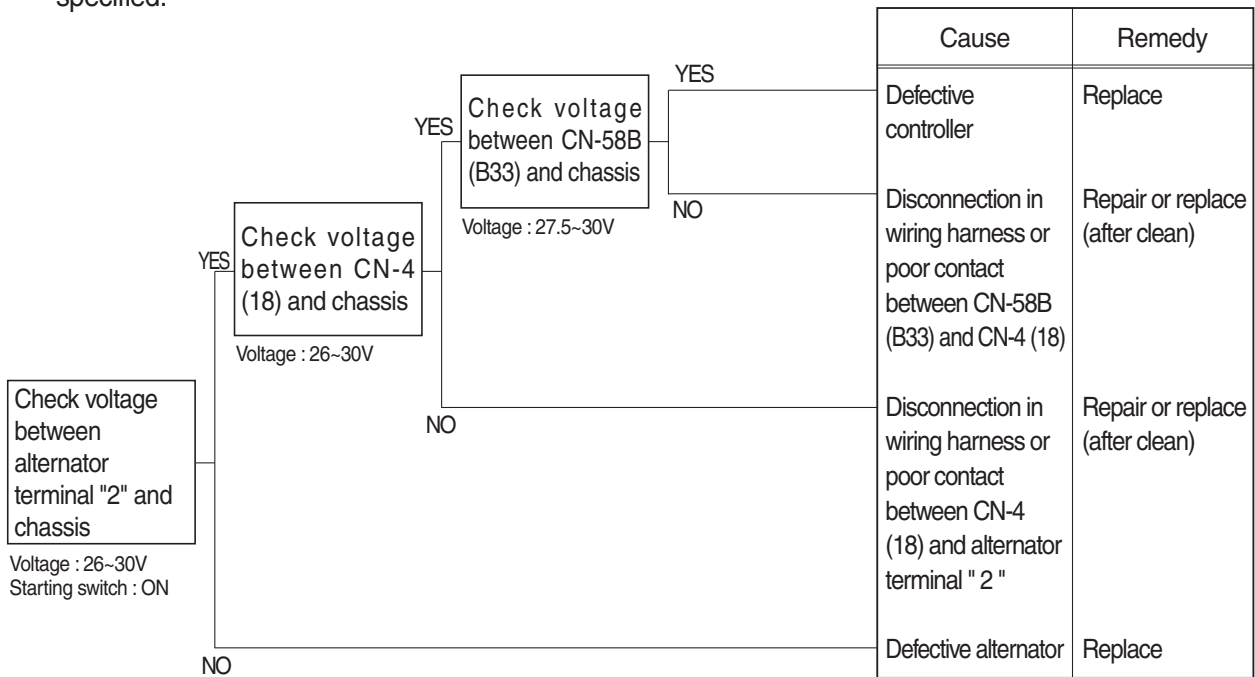 specified.
Cause
Remedy
YES
Defective
controller
Replace
Check voltage
between CN-58B
(B33) and chassis
YES
Voltage : 27.5~30V
NO
Disconnection in
wiring harness or
poor contact
between CN-58B
(B33) and CN-4 (18)
Repair or replace
(after clean)
Check voltage
between CN-4
(18) and chassis
YES
Voltage : 26~30V
NO
Disconnection in
wiring harness or
poor contact
between CN-4
(18) and alternator
terminal " 2 "
Repair or replace
(after clean)
Check voltage
between
alternator
terminal "2" and
chassis
Voltage : 26~30V
Starting switch : ON
NO
Defective alternator
Replace